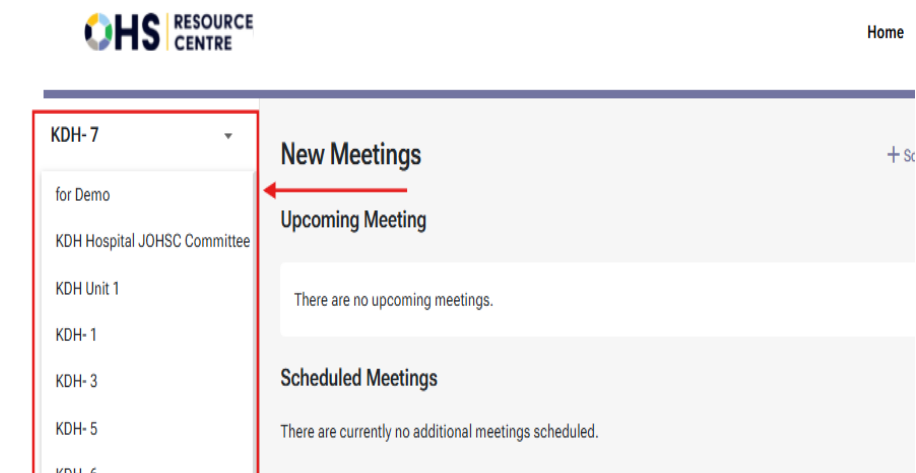 OHS RESOURCE
CENTRE
Home
KDH- 7
for Demo
KDH Hospital JOHSC Committee
KDH Unit 1
KDH- 1
KDH- 3
KDH- 5
New Meetings
+ Sc
Upcoming Meeting
There are no upcoming meetings.
Scheduled Meetings
There are currently no additional meetings scheduled.